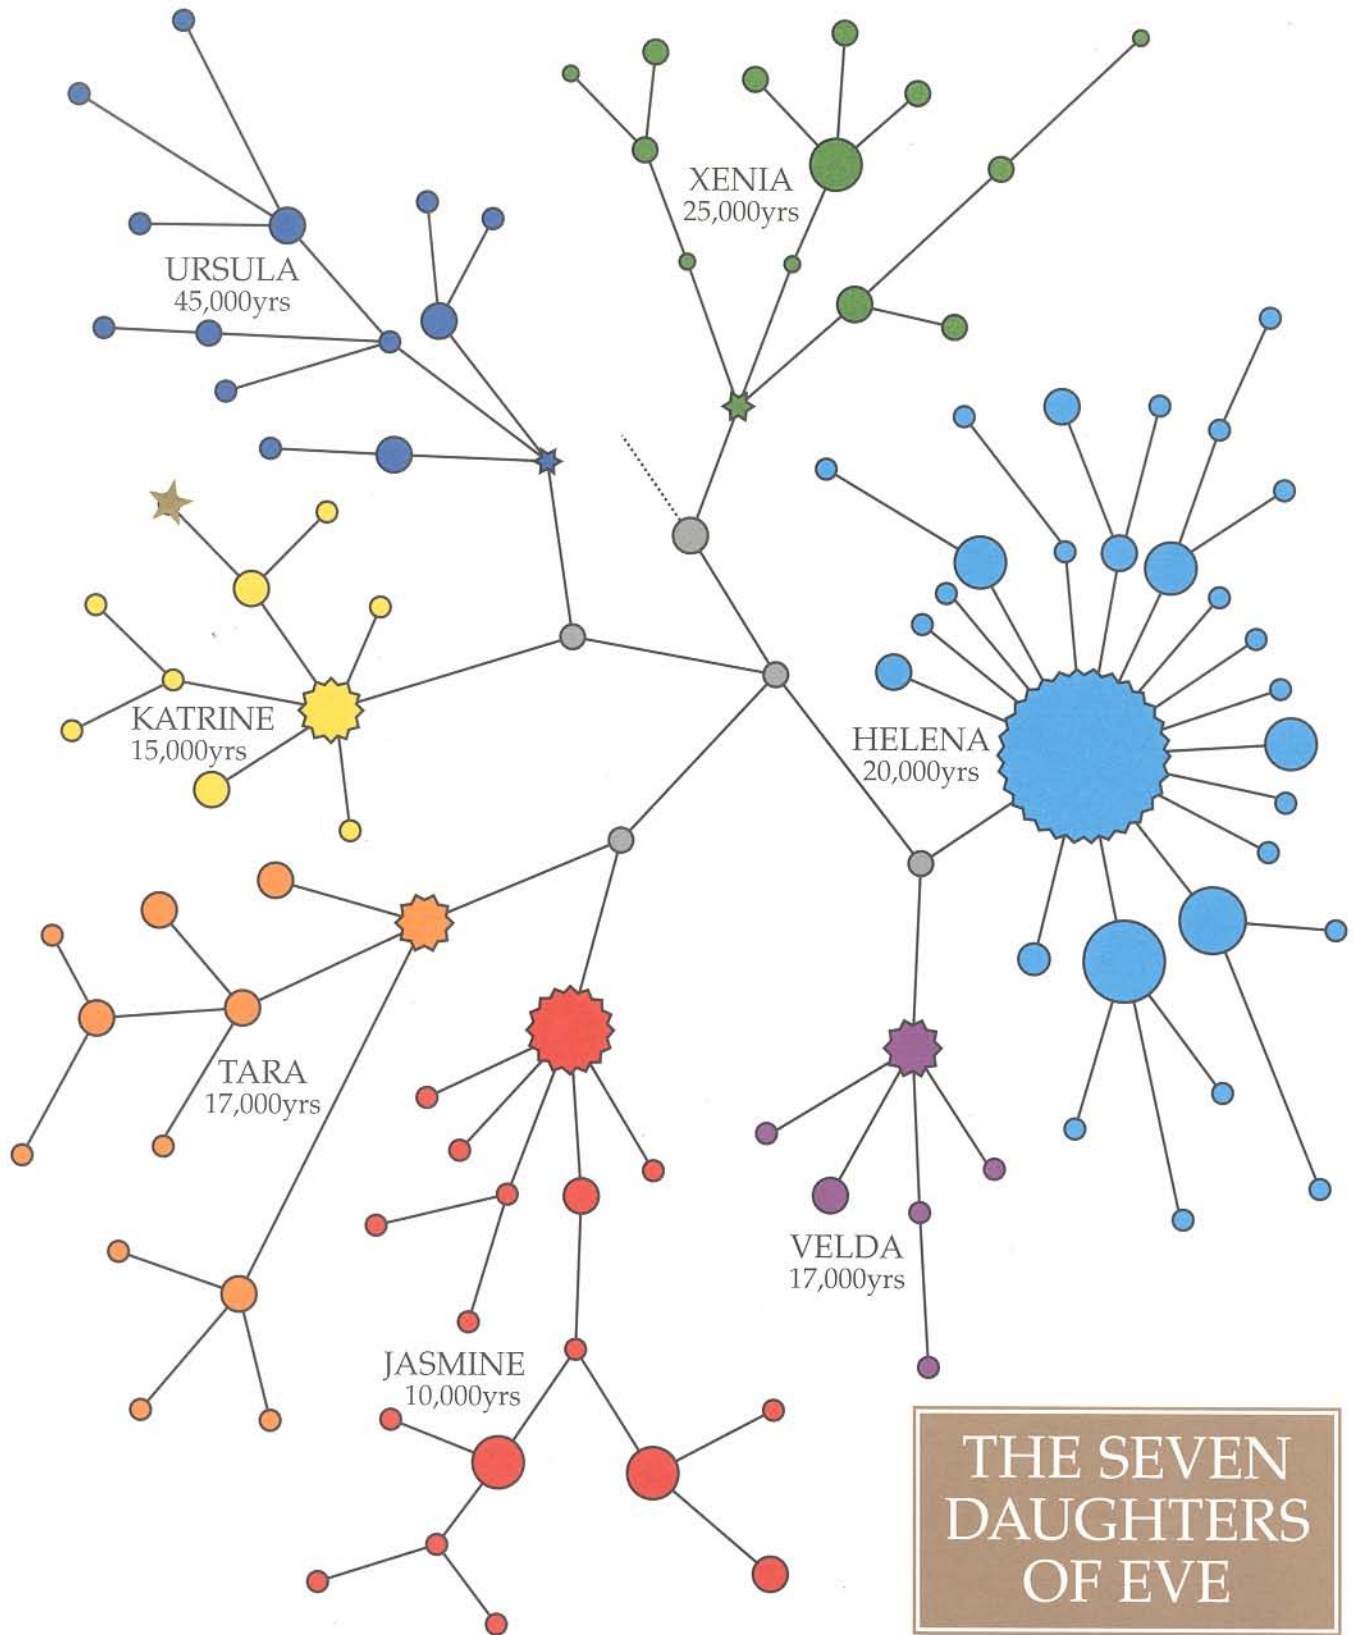 XENIA
25,000yrs
URSULA
45,000yrs
KATRINE
15,000yrs
HELENA
20,000yrs
TARA
17,000yrs
VELDA
17,000yrs
JASMINE
10,000yrs
THE SEVEN
DAUGHTERS
OF EVE